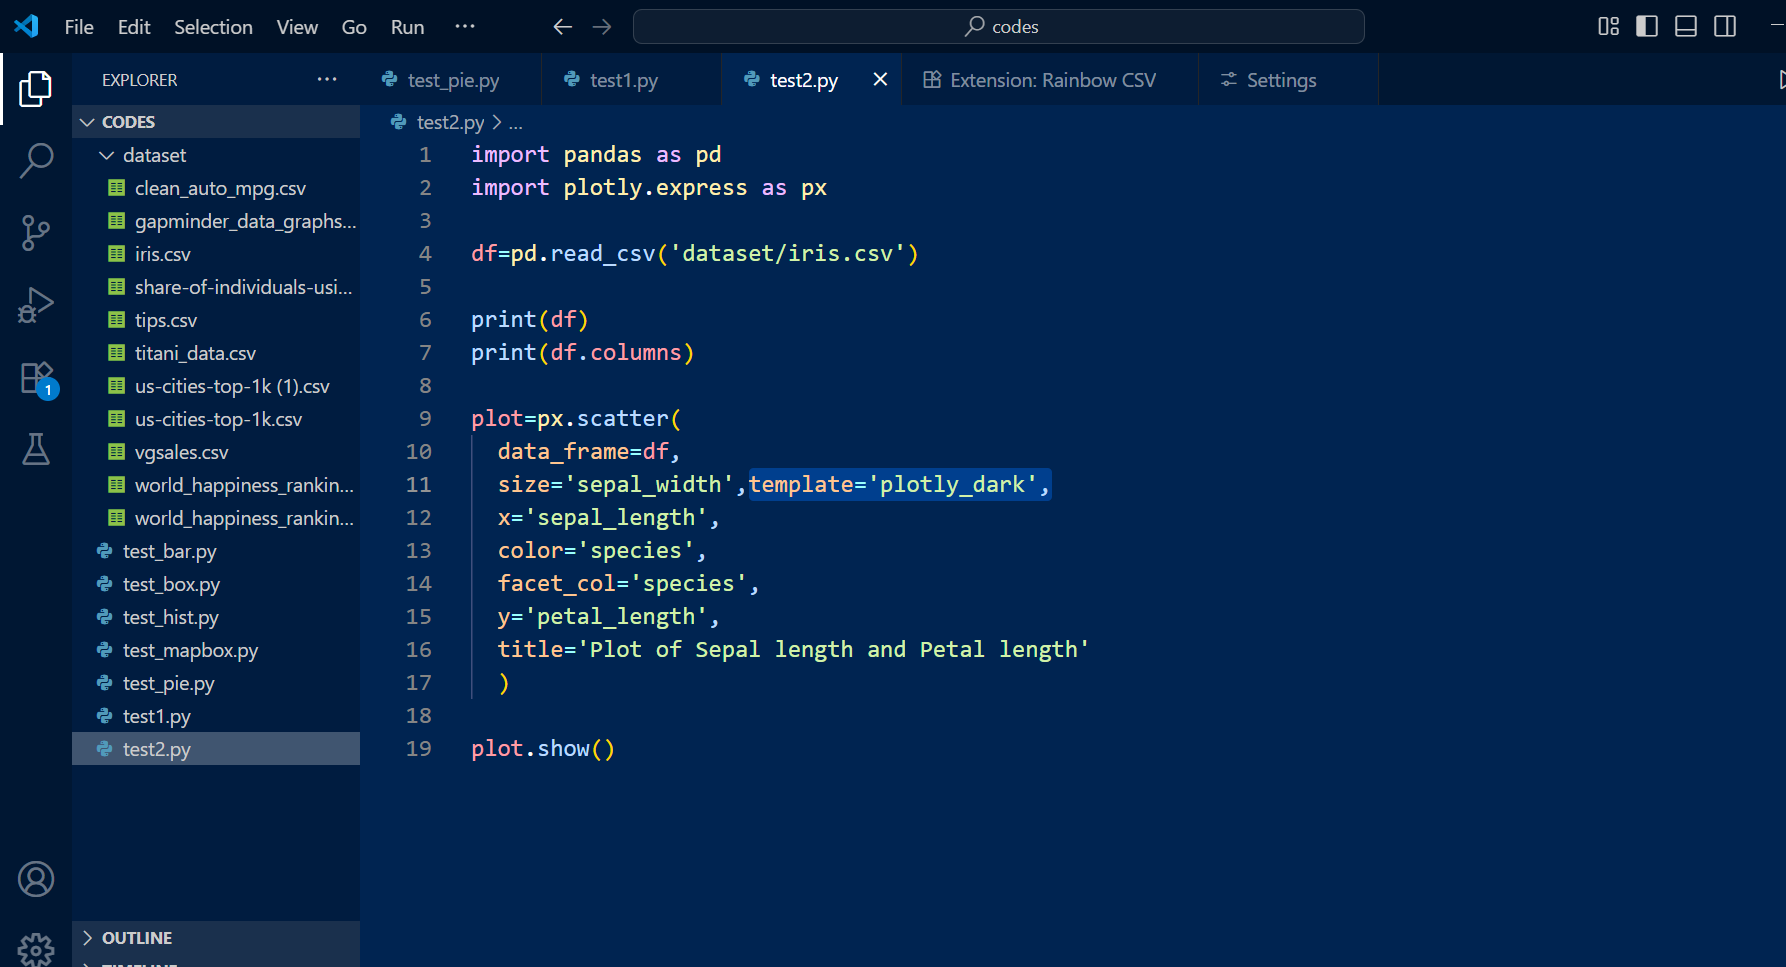 File Edit Selection View Go Run ··· codes
EXPLORER ···
test_pie.py test1.py test2.py Extension: Rainbow CSV Settings
CODES
dataset
clean_auto_mpg.csv
gapminder_data_graphs...
iris.csv
share-of-individuals-usi...
tips.csv
titani_data.csv
us-cities-top-1k (1).csv
us-cities-top-1k.csv
vgsales.csv
world_happiness_rankin...
world_happiness_rankin...
test_bar.py
test_box.py
test_hist.py
test_mapbox.py
test_pie.py
test1.py
test2.py
1
OUTLINE
TIMELINE
test2.py > ...
1 import pandas as pd
2 import plotly.express as px
3
4 df=pd.read_csv('dataset/iris.csv')
5
6 print(df)
7 print(df.columns)
8
9 plot=px.scatter(
10 data_frame=df,
11 size='sepal_width',template='plotly_dark',
12 x='sepal_length',
13 color='species',
14 facet_col='species',
15 y='petal_length',
16 title='Plot of Sepal length and Petal length'
17 )
18
19 plot.show()